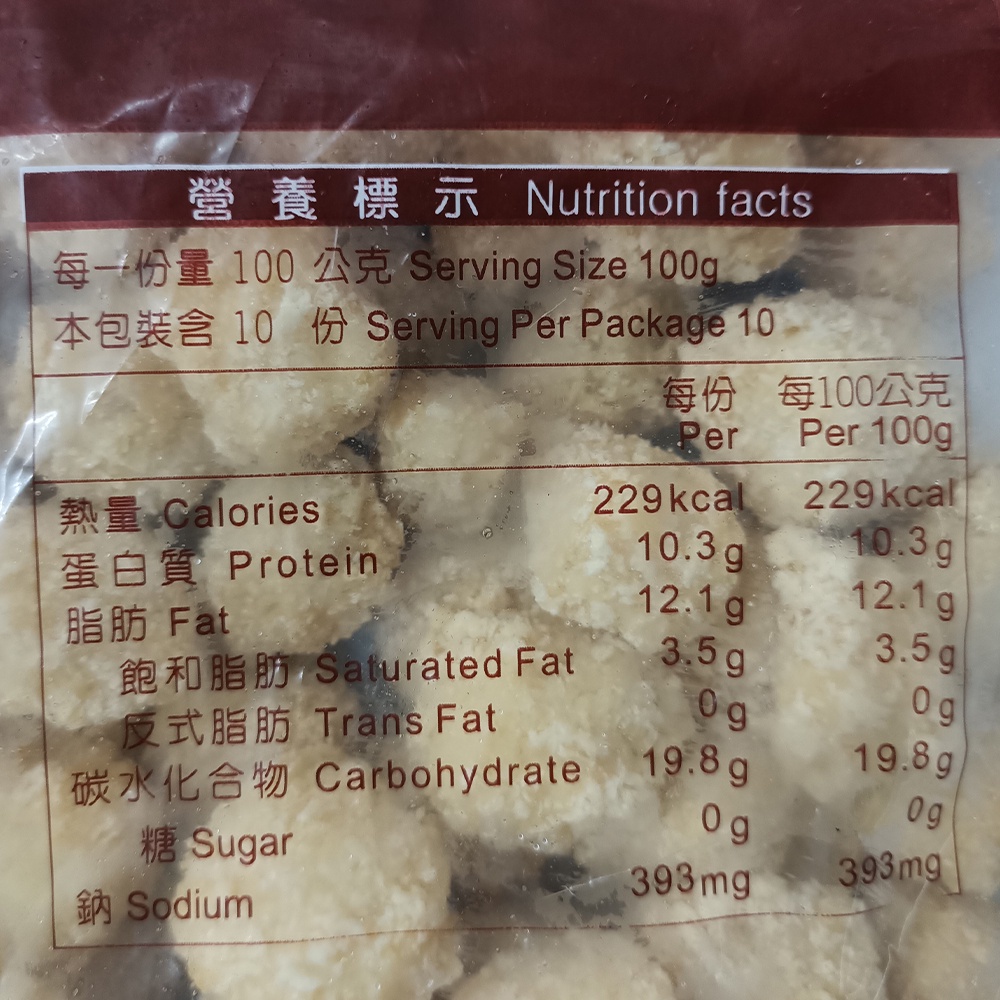 營養標示 Nutrition facts
每一份量 100 公克 Serving Size 100g
本包裝含 10 份 Serving Per Package 10
每份 每100公克
Per Per 100g
熱量 Calories 229kcal 229kcal
蛋白質 Protein 10.3g 10.3g
脂肪 Fat 12.1g 12.1g
飽和脂肪 Saturated Fat 3.5g 3.5g
反式脂肪 Trans Fat 0g 0g
碳水化合物 Carbohydrate 19.8g 19.8g
糖 Sugar 0g 0g
鈉 Sodium 393mg 393mg